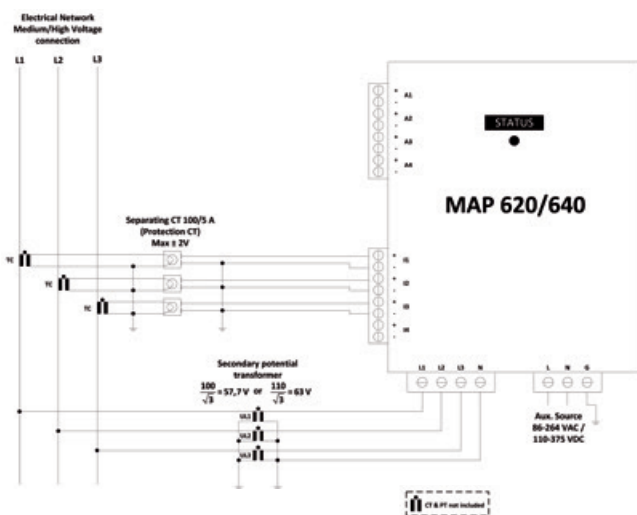 Electrical Network
Medium/High Voltage
connection
L1 L2 L3
+ A1
-
+ A2
-
+ A3
-
+ A4
-
STATUS
MAP 620/640
Separating CT 100/5 A
(Protection CT)
Max ± 2V
TC
TC
TC
+ I1
-
+ I2
-
+ I3
-
+ I4
-
Secondary potential
transformer
100/√3 = 57,7 V or 110/√3 = 63 V
L1 L2 L3 N
L N G
UL1
UL2
UL3
Aux. Source
86-264 VAC /
110-375 VDC
CT & PT not included